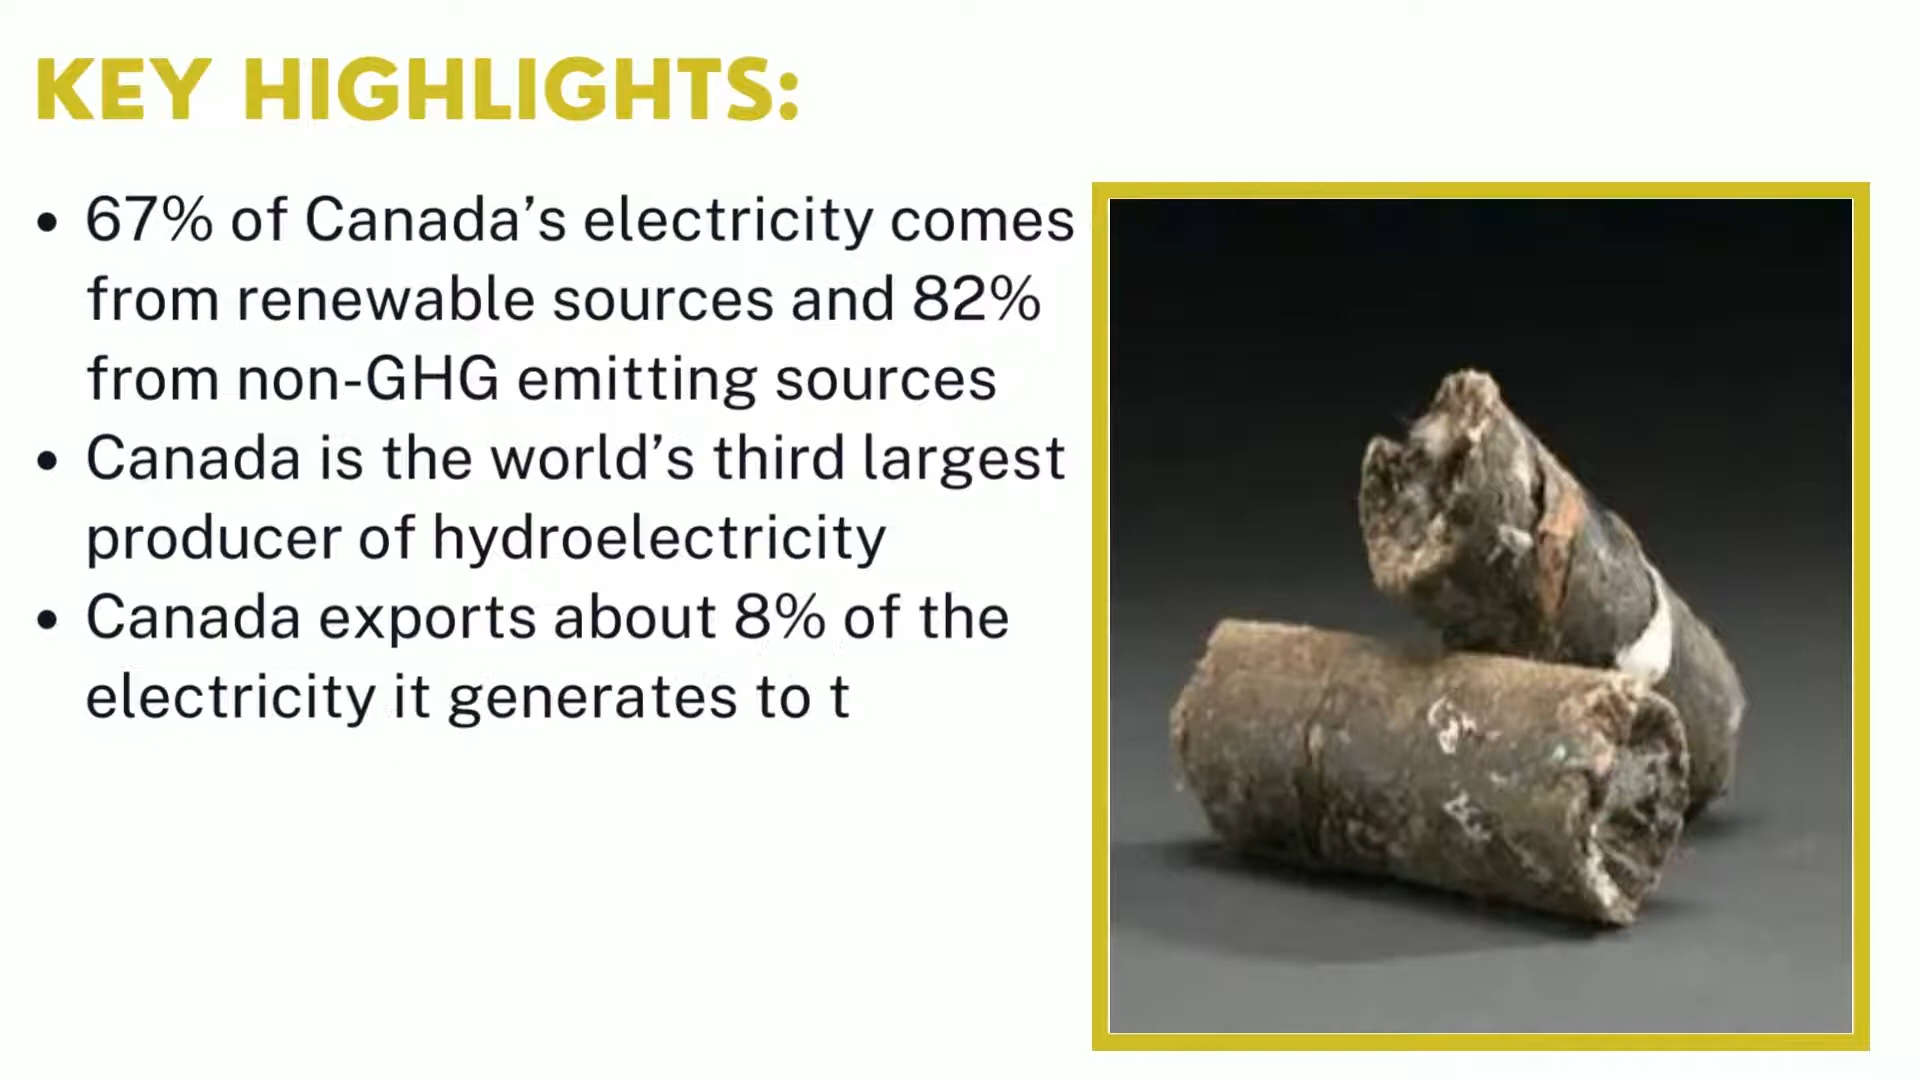 KEY HIGHLIGHTS:
• 67% of Canada’s electricity comes
from renewable sources and 82%
from non-GHG emitting sources
• Canada is the world’s third largest
producer of hydroelectricity
• Canada exports about 8% of the
electricity it generates to t